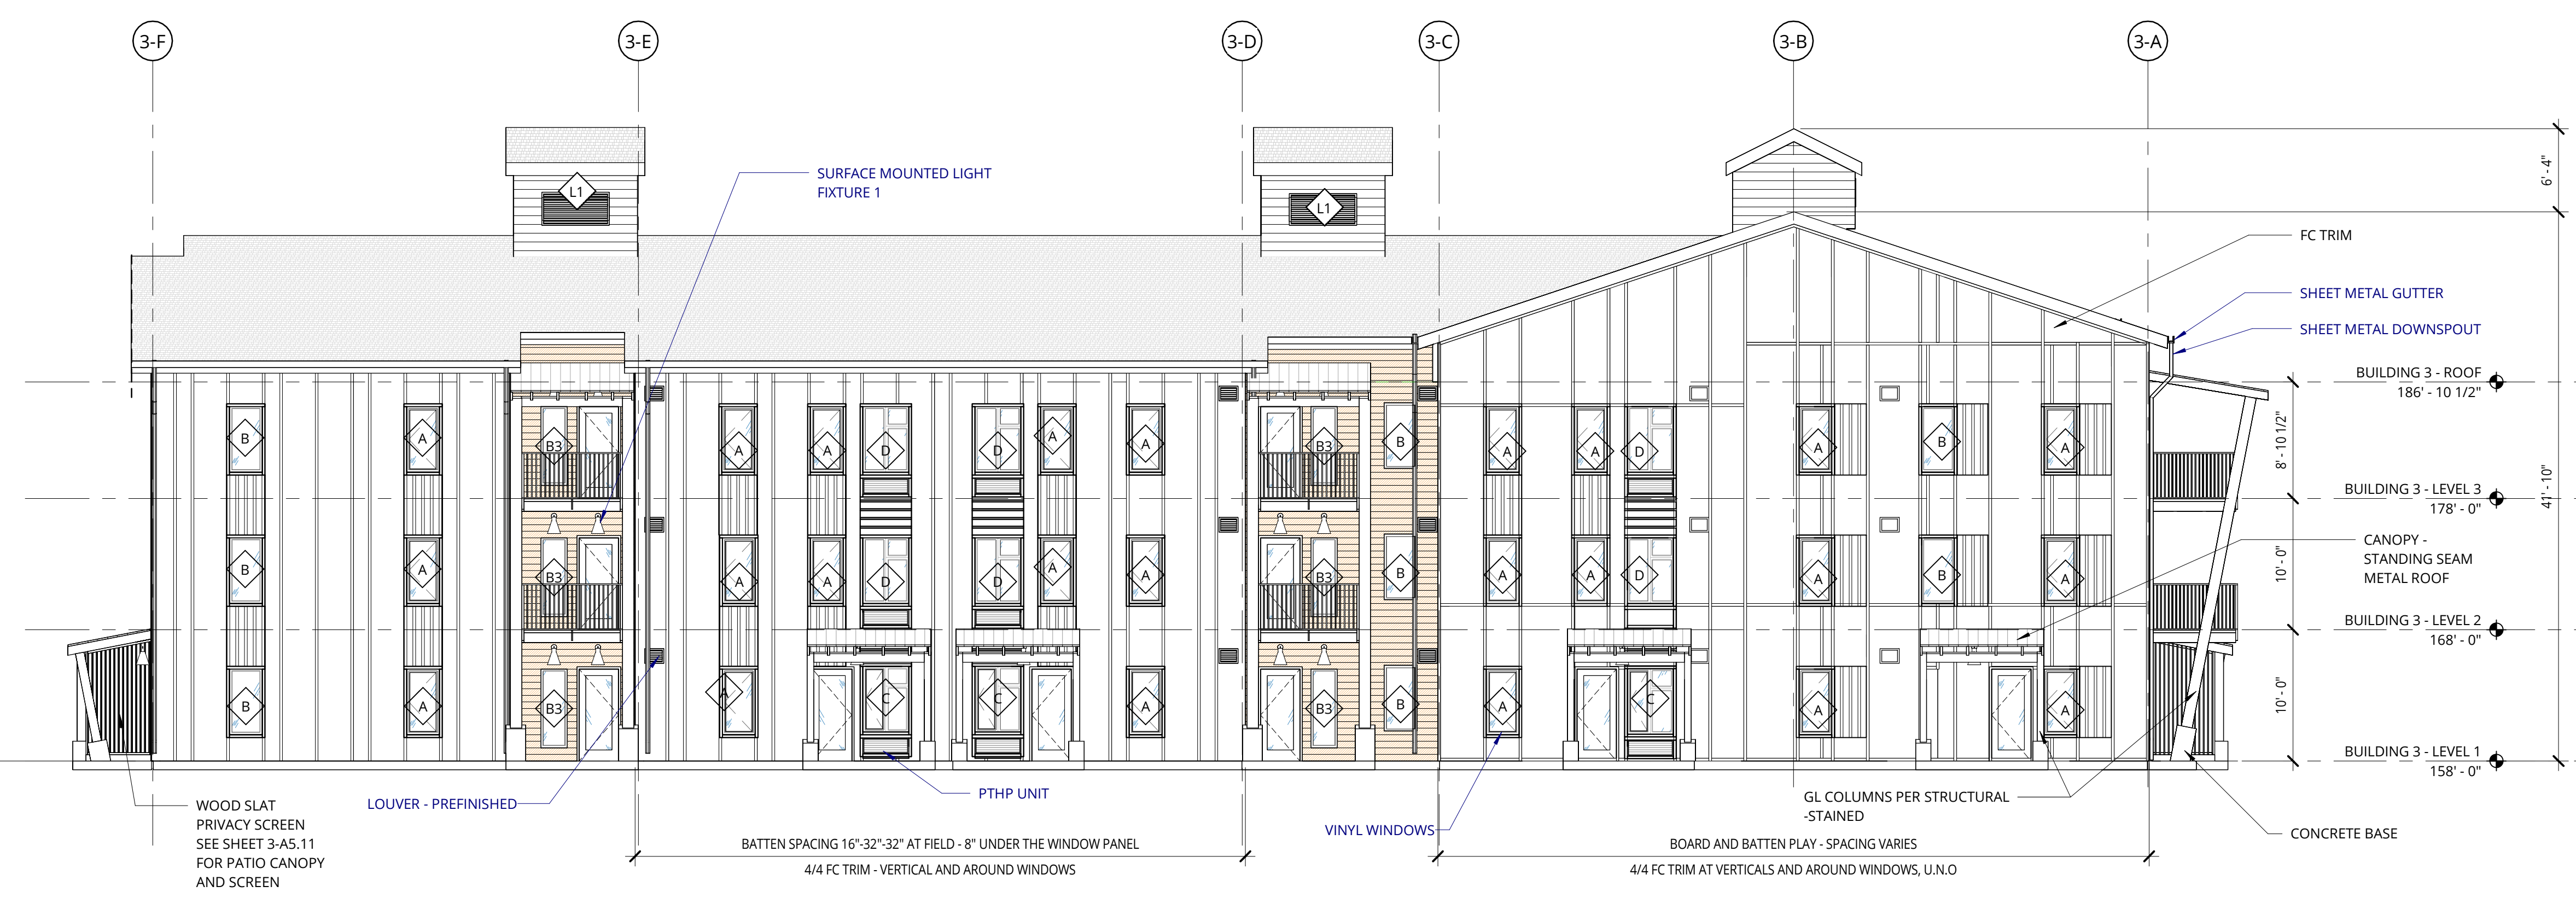 3-F
3-E
3-D
3-C
3-B
3-A
SURFACE MOUNTED LIGHT
FIXTURE 1
L1
L1
6' - 4"
FC TRIM
SHEET METAL GUTTER
SHEET METAL DOWNSPOUT
BUILDING 3 - ROOF
186' - 10 1/2"
8' - 10 1/2"
41' - 10"
B
A
B3
A
A
D
D
A
A
B3
B
A
A
D
A
B
A
BUILDING 3 - LEVEL 3
178' - 0"
CANOPY -
STANDING SEAM
METAL ROOF
10' - 0"
B
A
B3
A
A
D
D
A
A
B3
B
A
A
D
A
B
A
BUILDING 3 - LEVEL 2
168' - 0"
10' - 0"
B
A
B3
A
C
C
A
B3
B
A
C
A
A
BUILDING 3 - LEVEL 1
158' - 0"
WOOD SLAT
PRIVACY SCREEN
SEE SHEET 3-A5.11
FOR PATIO CANOPY
AND SCREEN
LOUVER - PREFINISHED
PTHP UNIT
VINYL WINDOWS
GL COLUMNS PER STRUCTURAL
-STAINED
CONCRETE BASE
BATTEN SPACING 16"-32"-32" AT FIELD - 8" UNDER THE WINDOW PANEL
4/4 FC TRIM - VERTICAL AND AROUND WINDOWS
BOARD AND BATTEN PLAY - SPACING VARIES
4/4 FC TRIM AT VERTICALS AND AROUND WINDOWS, U.N.O